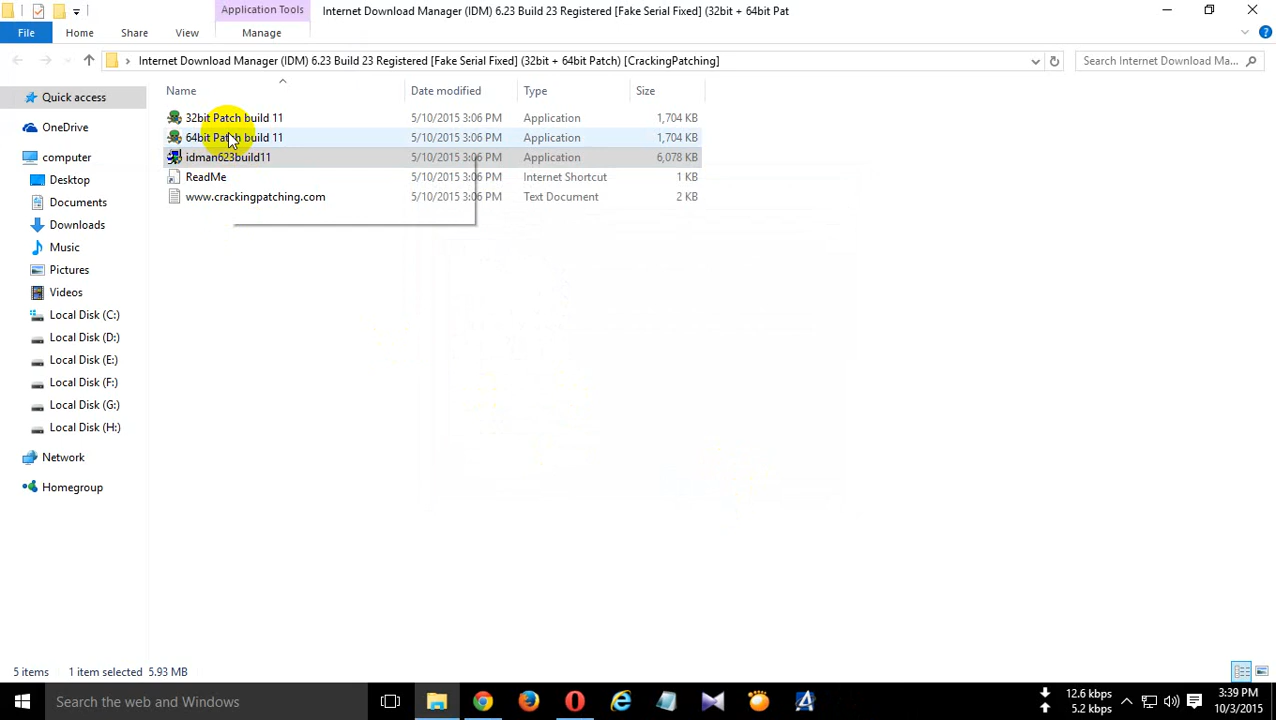 Application Tools
Internet Download Manager (IDM) 6.23 Build 23 Registered [Fake Serial Fixed] (32bit + 64bit Pat
File Home Share View Manage
Internet Download Manager (IDM) 6.23 Build 23 Registered [Fake Serial Fixed] (32bit + 64bit Patch) [CrackingPatching]
Search Internet Download Ma...
Name Date modified Type Size
Quick access
OneDrive
computer
Desktop
Documents
Downloads
Music
Pictures
Videos
Local Disk (C:)
Local Disk (D:)
Local Disk (E:)
Local Disk (F:)
Local Disk (G:)
Local Disk (H:)
Network
Homegroup
32bit Patch build 11 5/10/2015 3:06 PM Application 1,704 KB
64bit Patch build 11 5/10/2015 3:06 PM Application 1,704 KB
idman623build11 5/10/2015 3:06 PM Application 6,078 KB
ReadMe 5/10/2015 3:06 PM Internet Shortcut 1 KB
www.crackingpatching.com 5/10/2015 3:06 PM Text Document 2 KB
5 items 1 item selected 5.93 MB
Search the web and Windows
12.6 kbps
5.2 kbps
3:39 PM
10/3/2015